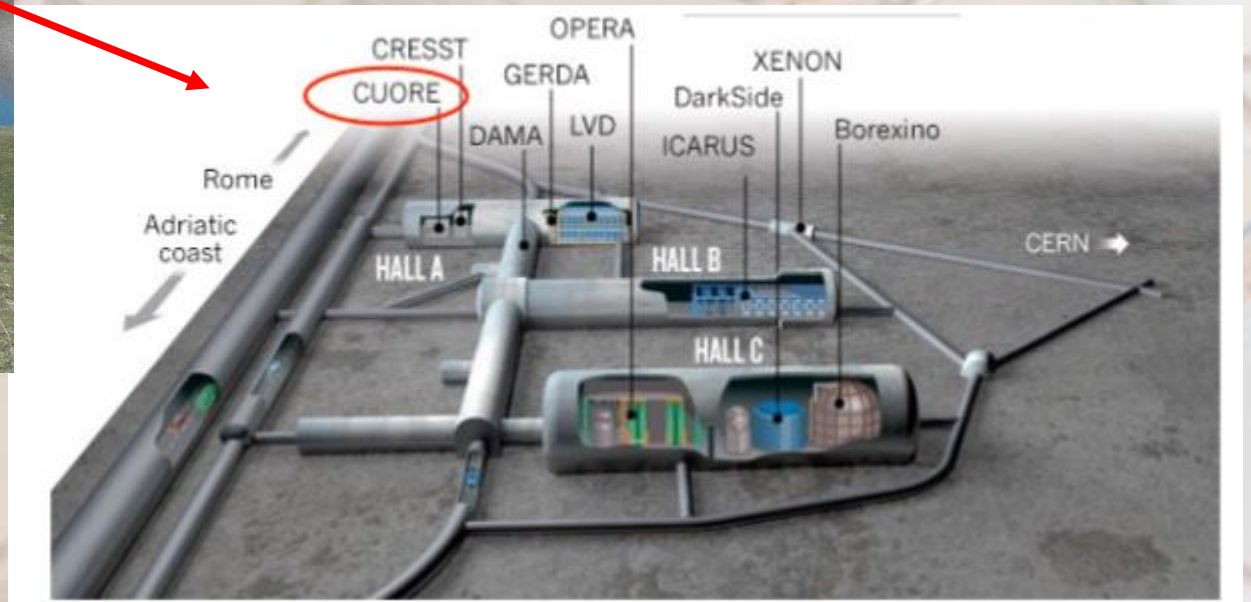 OPERA
CRESST
XENON
GERDA
CUORE
DarkSide
DAMA
LVD
Borexino
ICARUS
Rome
Adriatic
coast
CERN
HALL A
HALL B
HALL C